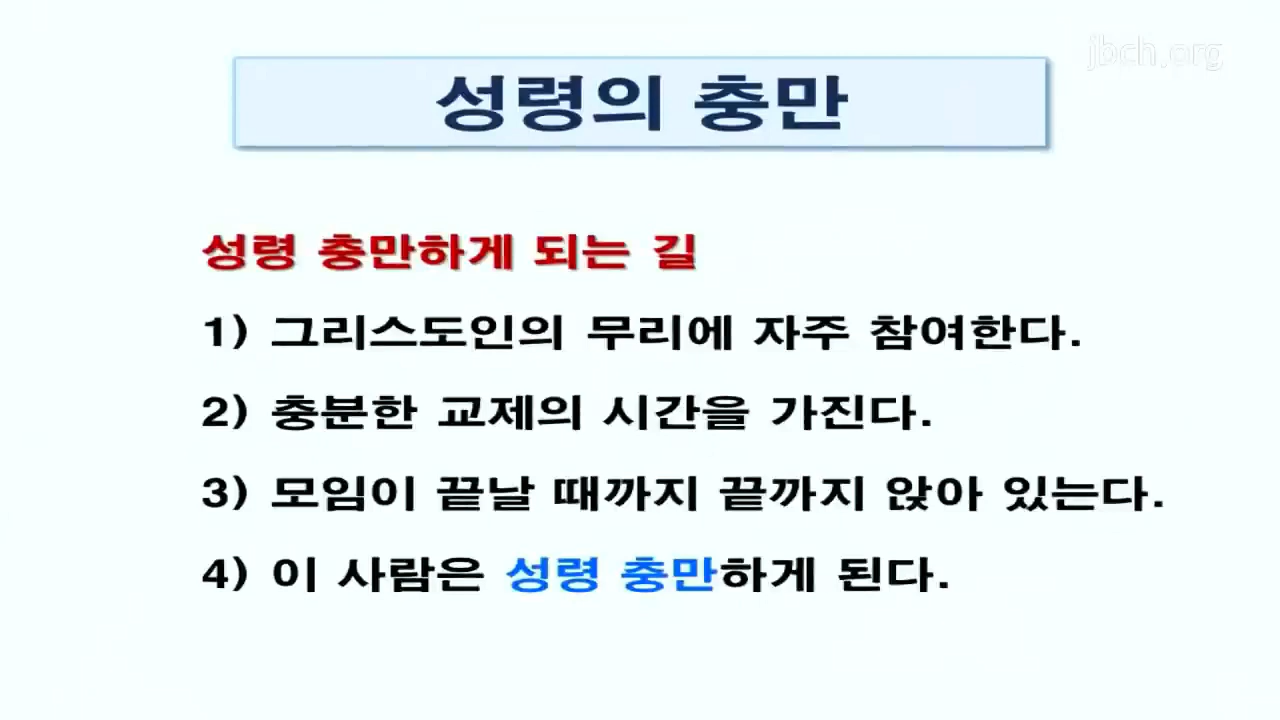 jbch.org
성령의 충만
성령 충만하게 되는 길
1) 그리스도인의 무리에 자주 참여한다.
2) 충분한 교제의 시간을 가진다.
3) 모임이 끝날 때까지 끝까지 앉아 있는다.
4) 이 사람은 성령 충만하게 된다.